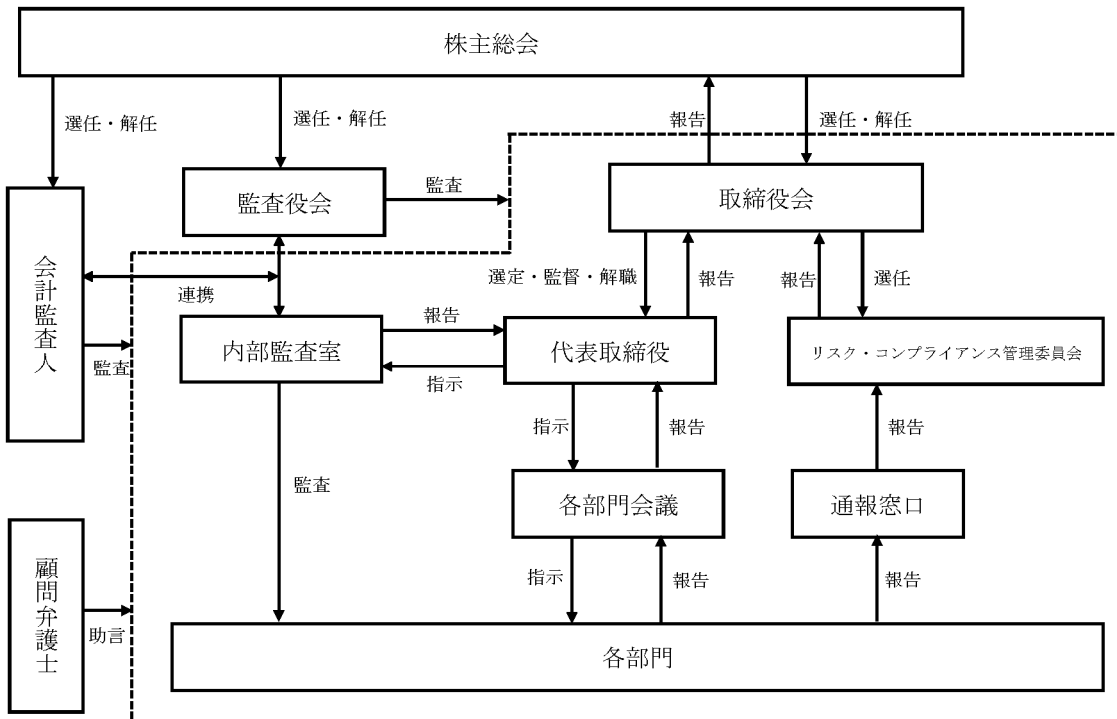 株主総会
選任・解任
選任・解任
報告
選任・解任
監査役会
監査
取締役会
会計監査人
連携
選定・監督・解職
報告
報告
選任
監査
内部監査室
報告
指示
代表取締役
リスク・コンプライアンス管理委員会
指示
報告
報告
監査
各部門会議
通報窓口
顧問弁護士
助言
指示
報告
報告
各部門